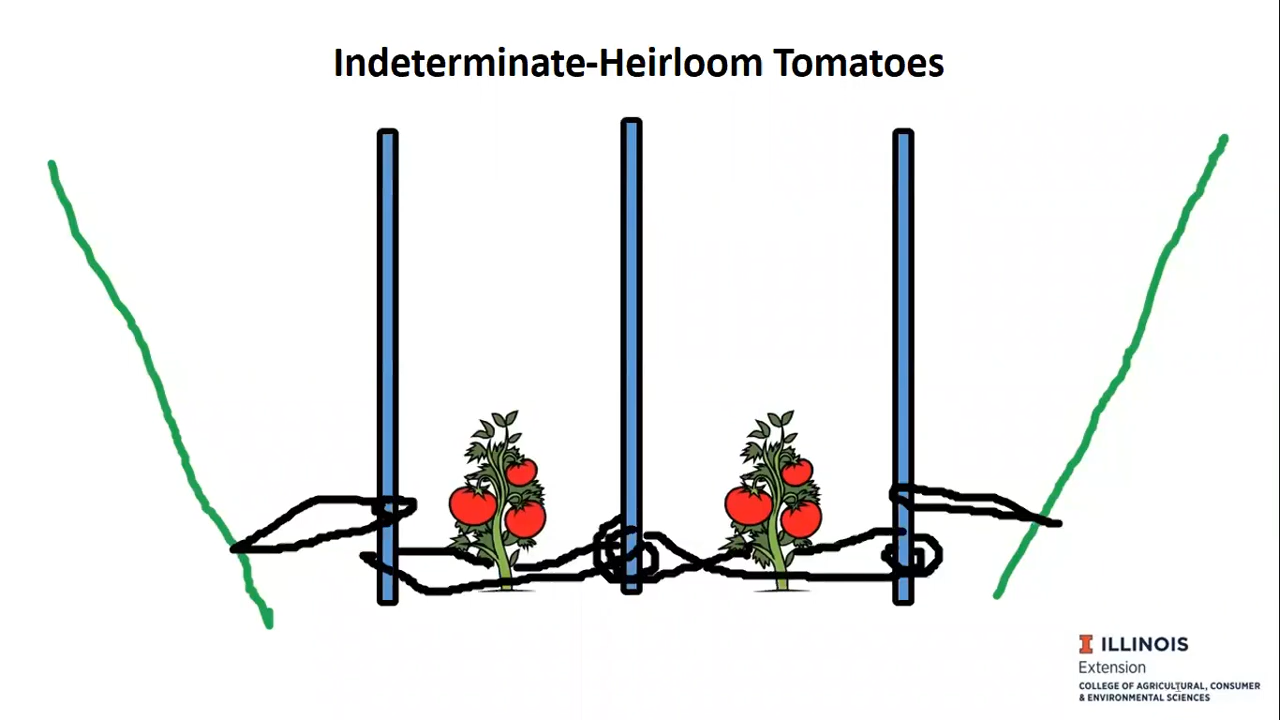 Indeterminate-Heirloom Tomatoes
ILLINOIS
Extension
COLLEGE OF AGRICULTURAL, CONSUMER
& ENVIRONMENTAL SCIENCES